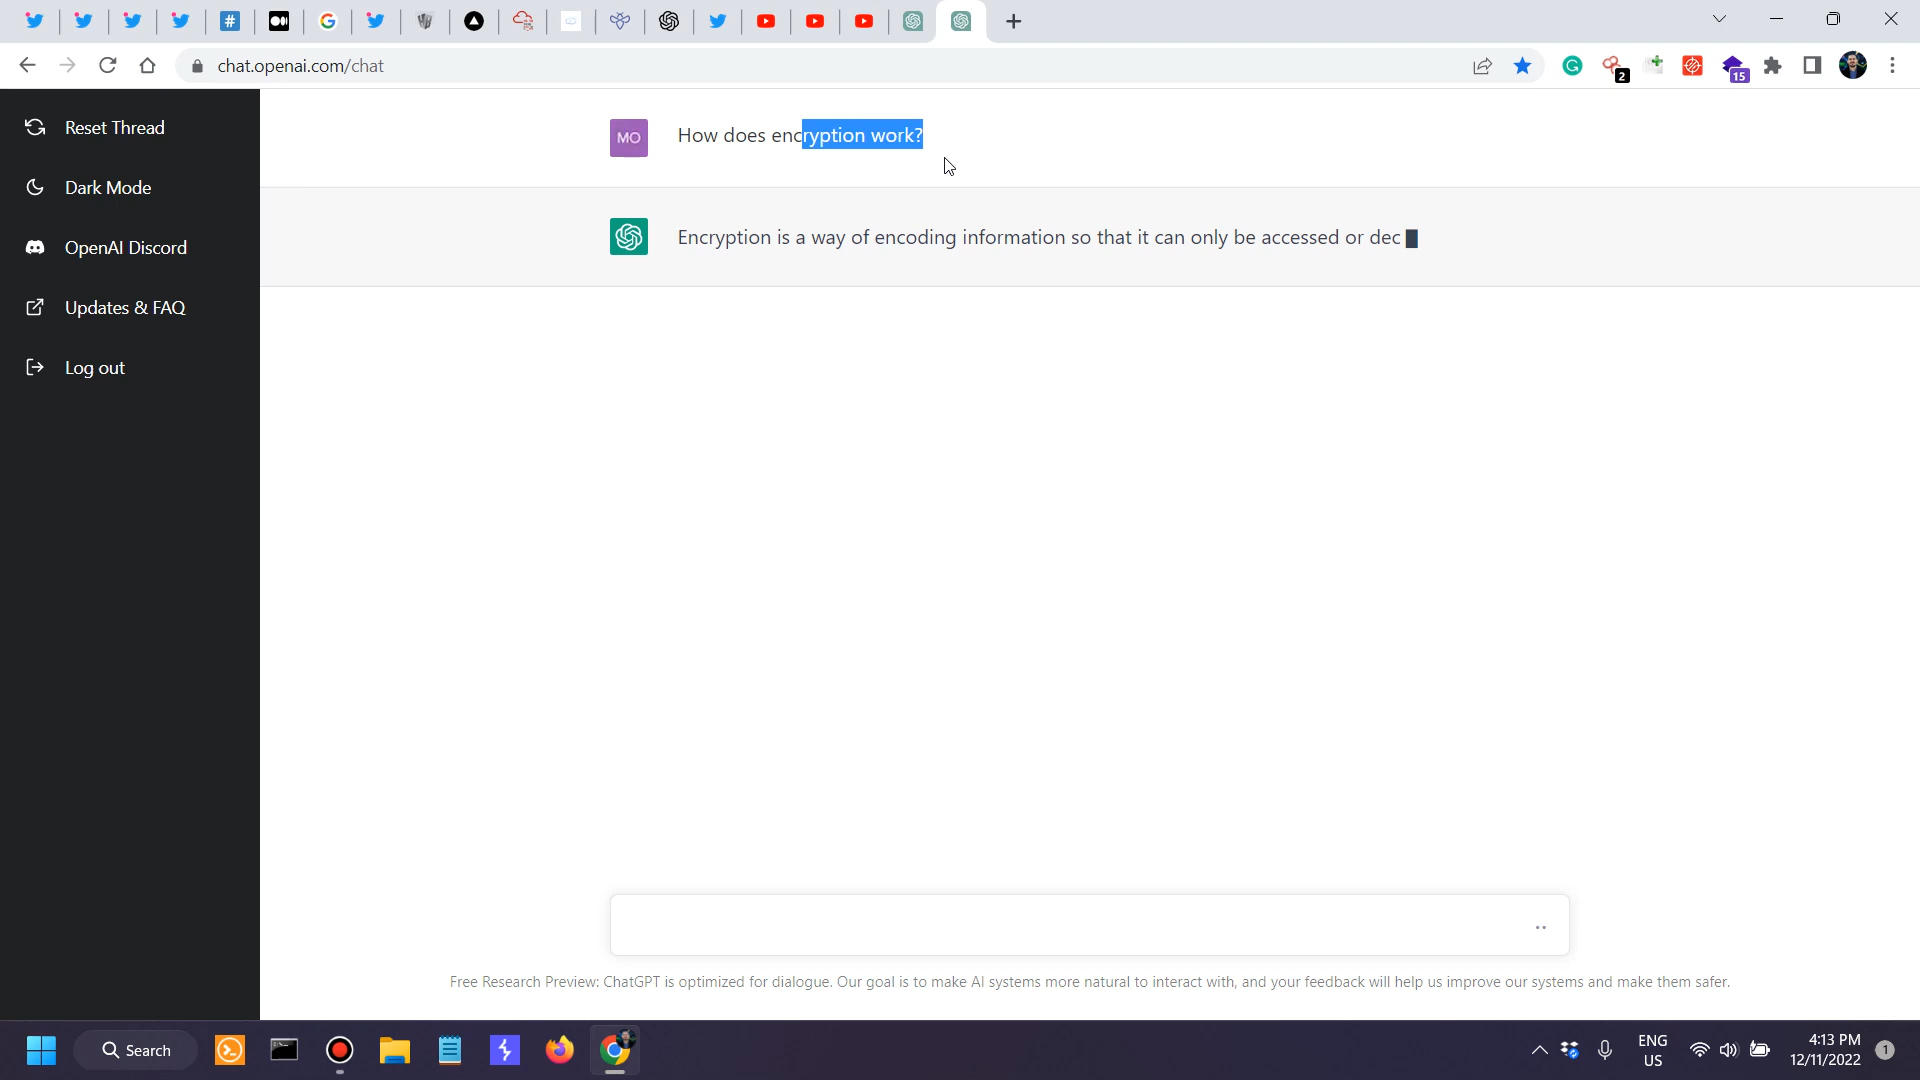 chat.openai.com/chat
2
15
Reset Thread
Dark Mode
OpenAI Discord
Updates & FAQ
Log out
MO
How does encryption work?
Encryption is a way of encoding information so that it can only be accessed or dec
Free Research Preview: ChatGPT is optimized for dialogue. Our goal is to make AI systems more natural to interact with, and your feedback will help us improve our systems and make them safer.
Search
ENG
US
4:13 PM
12/11/2022
1